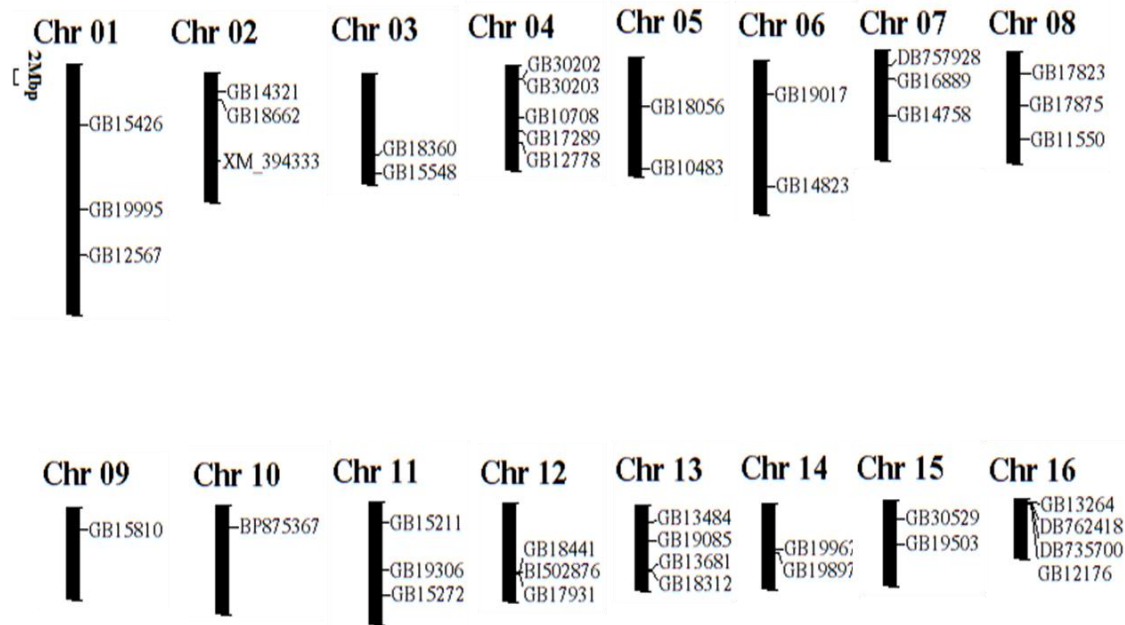 Chr 01
2Mbp
GB15426
GB19995
GB12567
Chr 02
GB14321
GB18662
XM_394333
Chr 03
GB18360
GB15548
Chr 04
GB30202
GB30203
GB10708
GB17289
GB12778
Chr 05
GB18056
GB10483
Chr 06
GB19017
GB14823
Chr 07
DB757928
GB16889
GB14758
Chr 08
GB17823
GB17875
GB11550
Chr 09
GB15810
Chr 10
BP875367
Chr 11
GB15211
GB19306
GB15272
Chr 12
GB18441
BI502876
GB17931
Chr 13
GB13484
GB19085
GB13681
GB18312
Chr 14
GB19967
GB19897
Chr 15
GB30529
GB19503
Chr 16
GB13264
DB762418
DB735700
GB12176